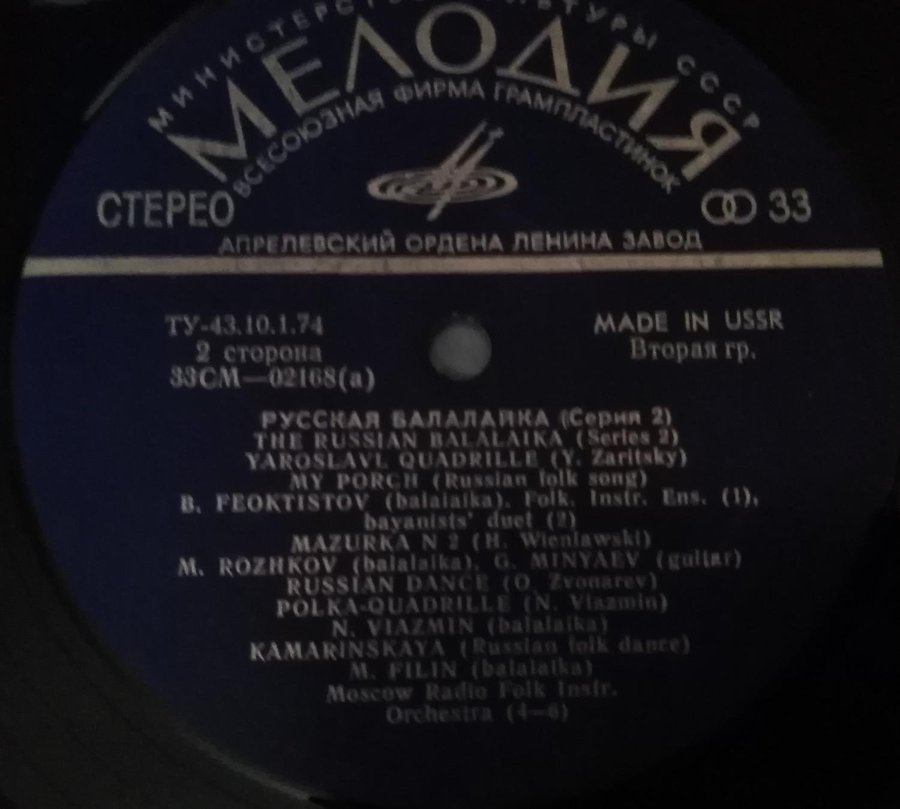 МИНИСТЕРСТВО КУЛЬТУРЫ СССР
МЕЛОДИЯ
ВСЕСОЮЗНАЯ ФИРМА ГРАМПЛАСТИНОК
СТЕРЕО
33
АПРЕЛЕВСКИЙ ОРДЕНА ЛЕНИНА ЗАВОД
ТУ-43.10.1.74
MADE IN USSR
2 сторона
Вторая гр.
33СМ—02168(а)
РУССКАЯ БАЛАЛАЙКА (Серия 2)
THE RUSSIAN BALALAIKA (Series 2)
YAROSLAVL QUADRILLE (Y. Zaritsky)
MY PORCH (Russian folk song)
B. FEOKTISTOV (balalaika), Folk. Instr. Ens. (1),
bayanists' duet (2)
MAZURKA N 2 (H. Wieniawski)
M. ROZHKOV (balalaika), G. MINYAEV (guitar)
RUSSIAN DANCE (O. Zvonarev)
POLKA-QUADRILLE (N. Viazmin)
N. VIAZMIN (balalaika)
KAMARINSKAYA (Russian folk dance)
M. FILIN (balalaika)
Moscow Radio Folk Instr.
Orchestra (4—6)